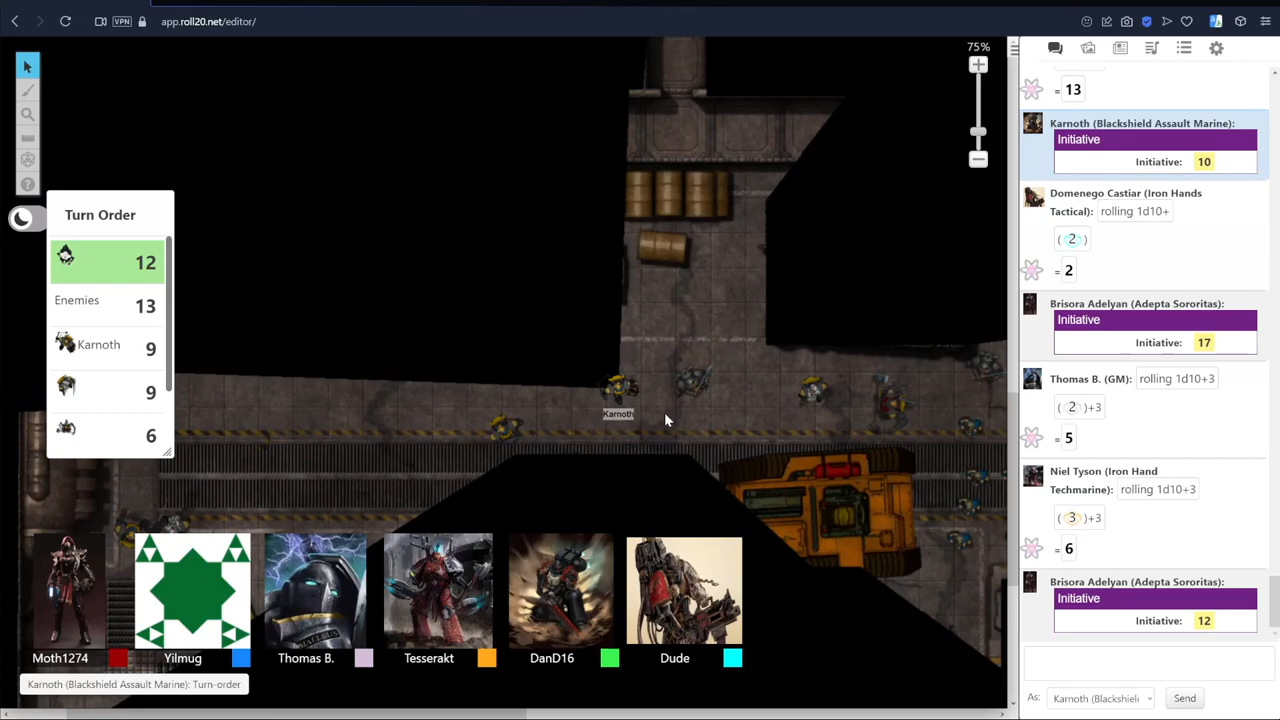 VPN
app.roll20.net/editor/
75%
= 13
Karnoth (Blackshield Assault Marine):
Initiative
Initiative: 10
Domenego Castiar (Iron Hands
Tactical): rolling 1d10+
( 2 )
= 2
Brisora Adelyan (Adepta Sororitas):
Initiative
Initiative: 17
Thomas B. (GM): rolling 1d10+3
( 2 )+3
= 5
Niel Tyson (Iron Hand
Techmarine): rolling 1d10+3
( 3 )+3
= 6
Brisora Adelyan (Adepta Sororitas):
Initiative
Initiative: 12
As: Karnoth (Blackshield
Send
Turn Order
12
Enemies 13
Karnoth 9
9
6
Karnoth
Moth1274
Yilmug
Thomas B.
Tesserakt
DanD16
Dude
Karnoth (Blackshield Assault Marine): Turn-order